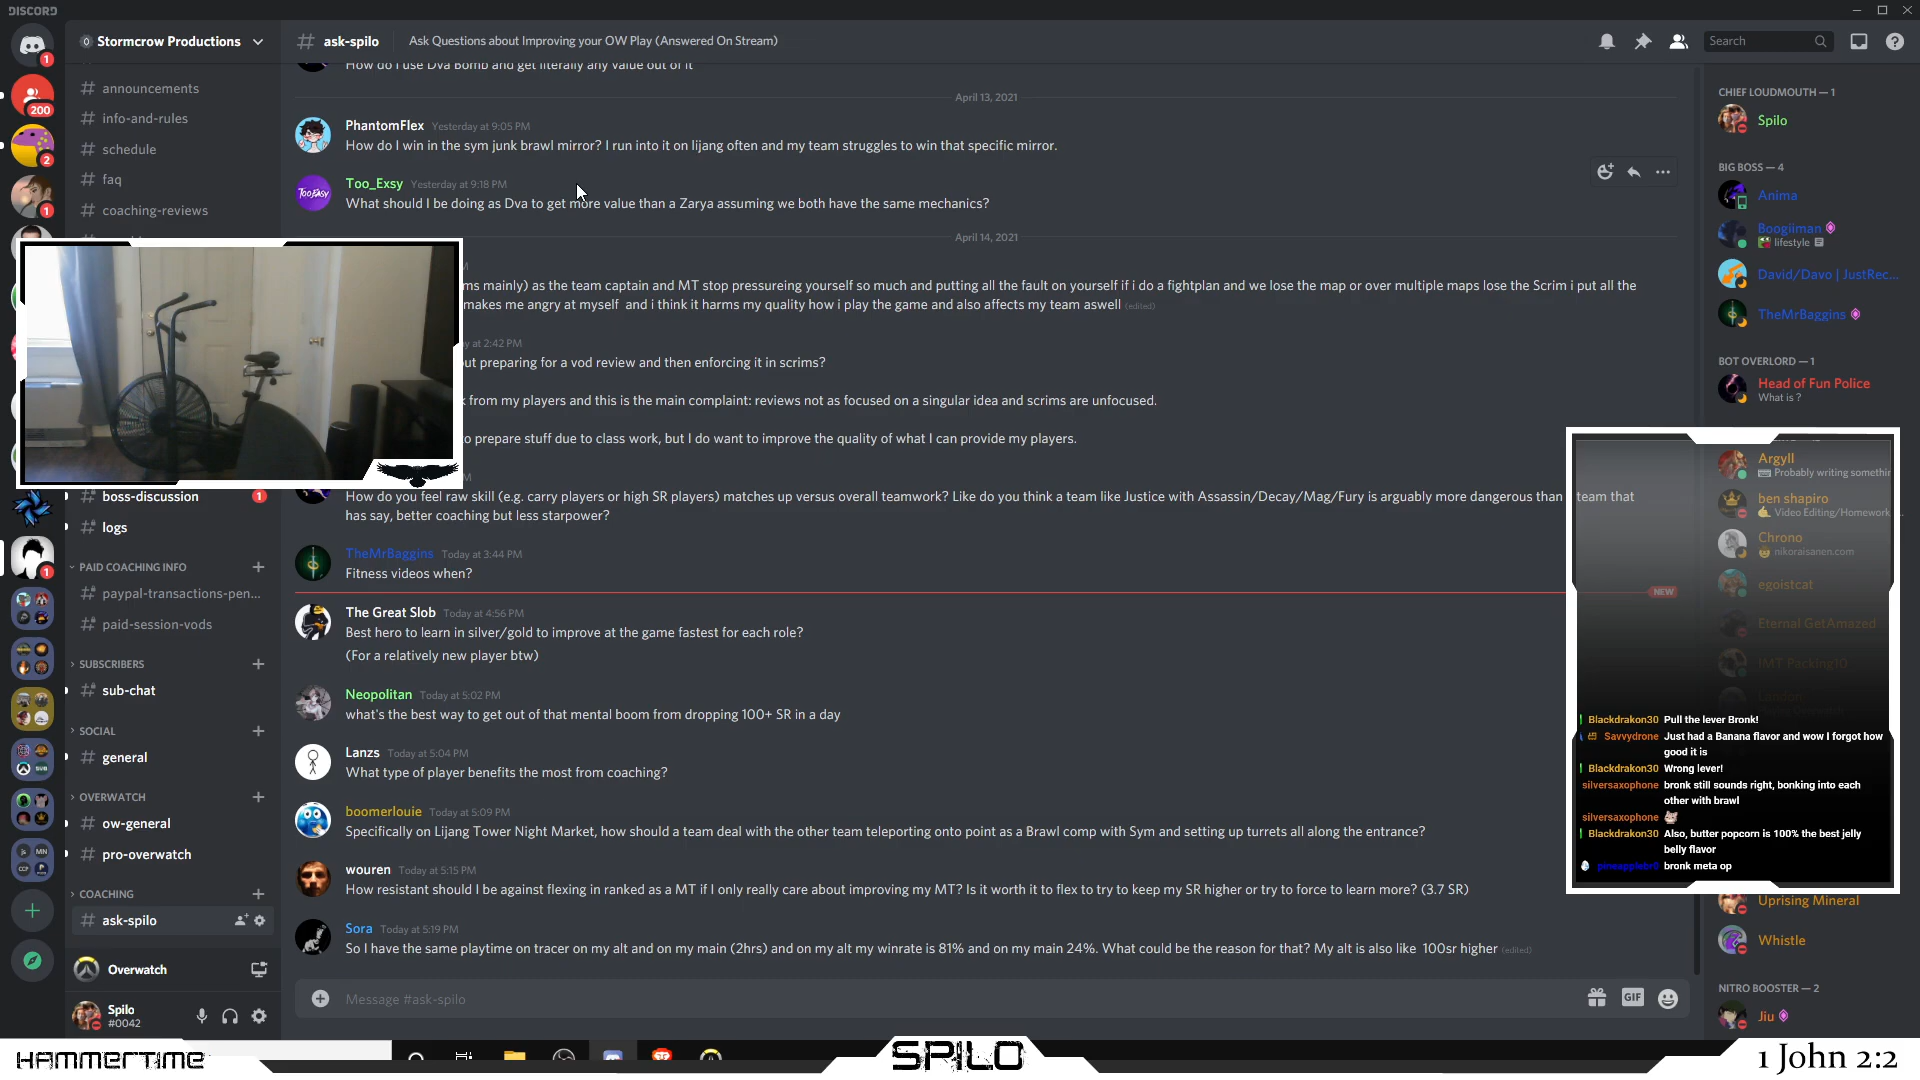 DISCORD
Stormcrow Productions
ask-spilo
Ask Questions about Improving your OW Play (Answered On Stream)
Search
announcements
info-and-rules
schedule
faq
coaching-reviews
boss-discussion
1
logs
PAID COACHING INFO
paypal-transactions-pen...
paid-session-vods
SUBSCRIBERS
sub-chat
SOCIAL
general
OVERWATCH
ow-general
pro-overwatch
COACHING
ask-spilo
Overwatch
Spilo
#0042
1
200
2
1
1
How do I use Dva Bomb and get literally any value out of it
April 13, 2021
PhantomFlex Yesterday at 9:05 PM
How do I win in the sym junk brawl mirror? I run into it on lijang often and my team struggles to win that specific mirror.
Too_Exsy Yesterday at 9:18 PM
What should I be doing as Dva to get more value than a Zarya assuming we both have the same mechanics?
April 14, 2021
ms mainly) as the team captain and MT stop pressureing yourself so much and putting all the fault on yourself if i do a fightplan and we lose the map or over multiple maps lose the Scrim i put all the
makes me angry at myself and i think it harms my quality how i play the game and also affects my team aswell (edited)
at 2:42 PM
preparing for a vod review and then enforcing it in scrims?
from my players and this is the main complaint: reviews not as focused on a singular idea and scrims are unfocused.
to prepare stuff due to class work, but I do want to improve the quality of what I can provide my players.
How do you feel raw skill (e.g. carry players or high SR players) matches up versus overall teamwork? Like do you think a team like Justice with Assassin/Decay/Mag/Fury is arguably more dangerous than team that
has say, better coaching but less starpower?
TheMrBaggins Today at 3:44 PM
Fitness videos when?
NEW
The Great Slob Today at 4:56 PM
Best hero to learn in silver/gold to improve at the game fastest for each role?
(For a relatively new player btw)
Neopolitan Today at 5:02 PM
what's the best way to get out of that mental boom from dropping 100+ SR in a day
Lanzs Today at 5:04 PM
What type of player benefits the most from coaching?
boomerlouie Today at 5:09 PM
Specifically on Lijang Tower Night Market, how should a team deal with the other team teleporting onto point as a Brawl comp with Sym and setting up turrets all along the entrance?
wouren Today at 5:15 PM
How resistant should I be against flexing in ranked as a MT if I only really care about improving my MT? Is it worth it to flex to try to keep my SR higher or try to force to learn more? (3.7 SR)
Sora Today at 5:19 PM
So I have the same playtime on tracer on my alt and on my main (2hrs) and on my alt my winrate is 81% and on my main 24%. What could be the reason for that? My alt is also like 100sr higher (edited)
Message #ask-spilo
GIF
CHIEF LOUDMOUTH — 1
Spilo
BIG BOSS — 4
Anima
Boogiiman
lifestyle
David/Davo | JustRec...
TheMrBaggins
BOT OVERLORD — 1
Head of Fun Police
What is ?
Argyll
Probably writing somethin
ben shapiro
Video Editing/Homework
Chrono
nikoraisanen.com
egoistcat
Eternal GetAmazed
IMT Packing10
Landon
Blackdrakon30 Pull the lever Bronk!
Savvydrone Just had a Banana flavor and wow I forgot how
good it is
Blackdrakon30 Wrong lever!
silversaxophone bronk still sounds right, bonking into each
other with brawl
silversaxophone
Blackdrakon30 Also, butter popcorn is 100% the best jelly
belly flavor
pineapplebr0 bronk meta op
Uprising Mineral
Whistle
NITRO BOOSTER — 2
Jiu
HAMMERTIME
SPILO
1 John 2:2